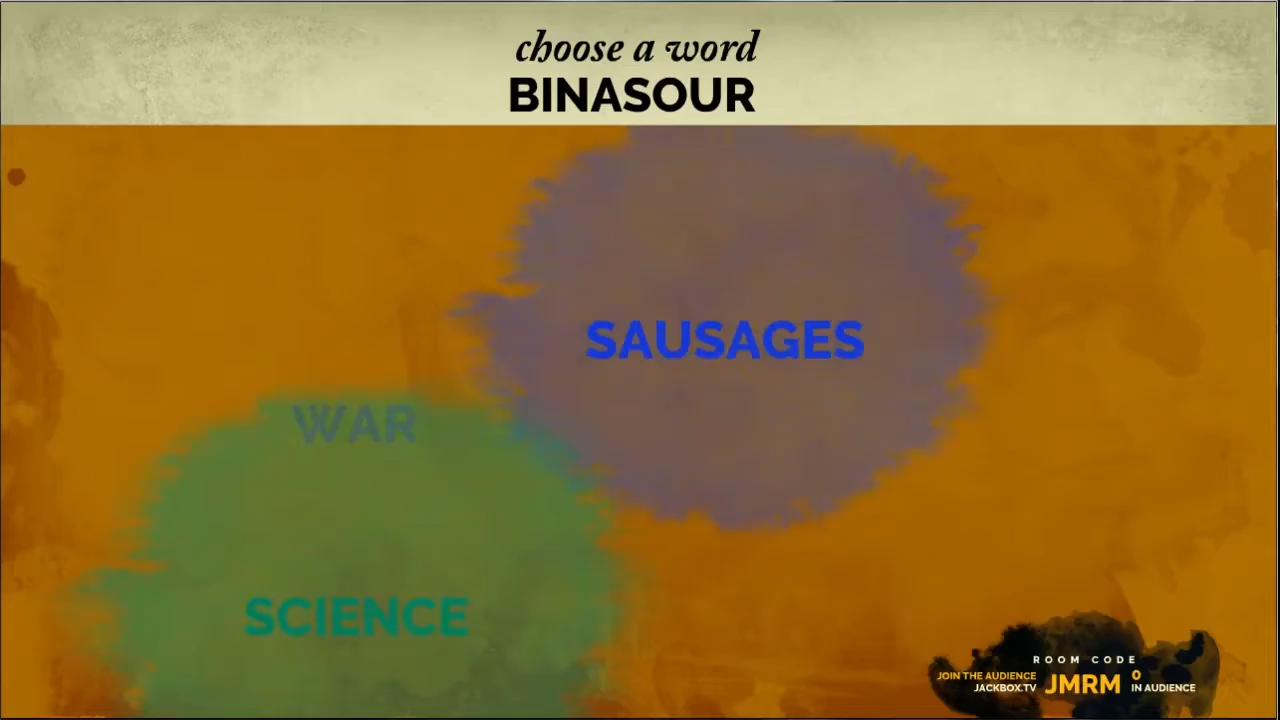 choose a word
BINASOUR
SAUSAGES
WAR
SCIENCE
ROOM CODE
JOIN THE AUDIENCE
JACKBOX.TV
JMRM
0
IN AUDIENCE